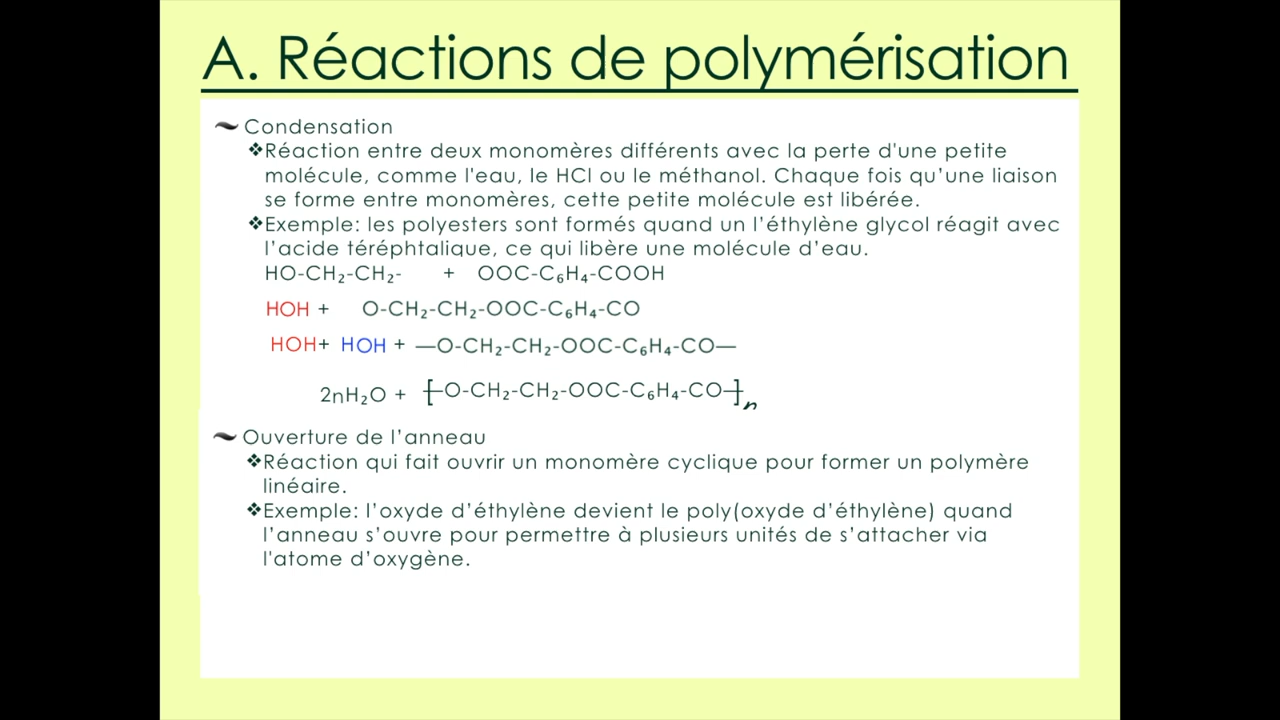 A. Réactions de polymérisation
Condensation
❖Réaction entre deux monomères différents avec la perte d'une petite
molécule, comme l'eau, le HCl ou le méthanol. Chaque fois qu’une liaison
se forme entre monomères, cette petite molécule est libérée.
❖Exemple: les polyesters sont formés quand un l’éthylène glycol réagit avec
l’acide téréphtalique, ce qui libère une molécule d’eau.
HO-CH₂-CH₂- + OOC-C₆H₄-COOH
HOH + O-CH₂-CH₂-OOC-C₆H₄-CO
HOH+ HOH + —O-CH₂-CH₂-OOC-C₆H₄-CO—
2nH₂O + [—O-CH₂-CH₂-OOC-C₆H₄-CO—]n
Ouverture de l’anneau
❖Réaction qui fait ouvrir un monomère cyclique pour former un polymère
linéaire.
❖Exemple: l’oxyde d’éthylène devient le poly(oxyde d’éthylène) quand
l’anneau s’ouvre pour permettre à plusieurs unités de s’attacher via
l'atome d’oxygène.